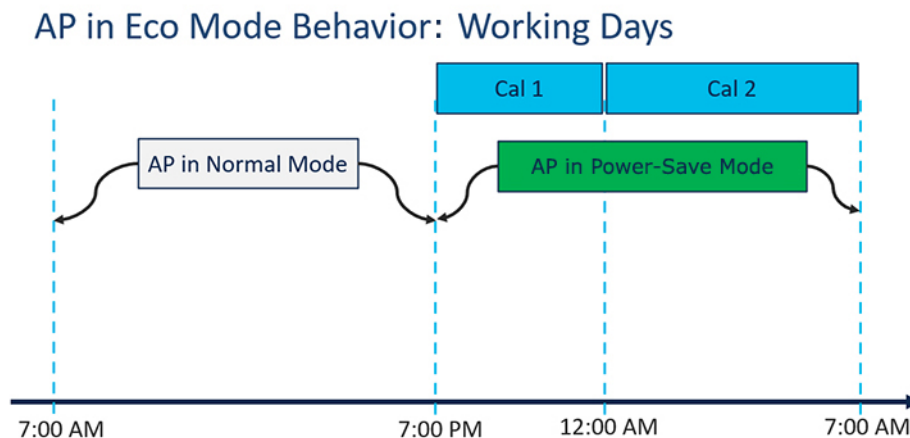 AP in Eco Mode Behavior: Working Days
Cal 1
Cal 2
AP in Normal Mode
AP in Power-Save Mode
7:00 AM
7:00 PM
12:00 AM
7:00 AM